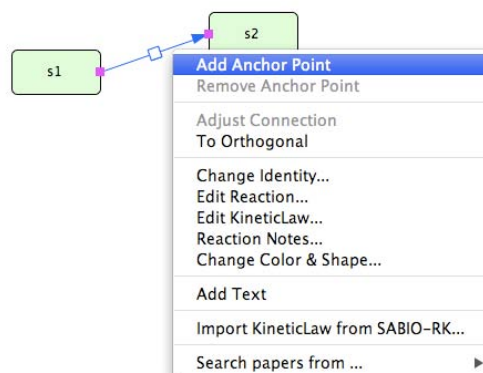 s2
s1
Add Anchor Point
Remove Anchor Point
Adjust Connection
To Orthogonal
Change Identity...
Edit Reaction...
Edit KineticLaw...
Reaction Notes...
Change Color & Shape...
Add Text
Import KineticLaw from SABIO-RK...
Search papers from ...